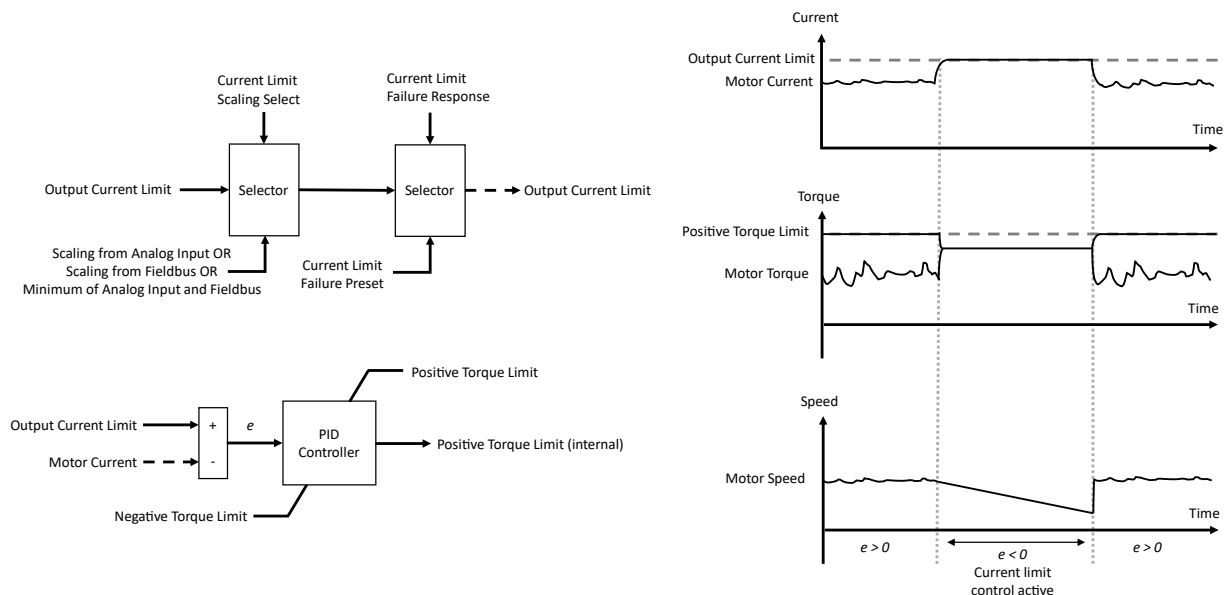 Current Limit
Scaling Select
Current Limit
Failure Response
Output Current Limit
Selector
Selector
Output Current Limit
Scaling from Analog Input OR
Scaling from Fieldbus OR
Minimum of Analog Input and Fieldbus
Current Limit
Failure Preset
Positive Torque Limit
Output Current Limit
+
e
PID
Controller
Positive Torque Limit (internal)
Motor Current
-
Negative Torque Limit
Current
Output Current Limit
Motor Current
Time
Torque
Positive Torque Limit
Motor Torque
Time
Speed
Motor Speed
Time
e > 0
e < 0
e > 0
Current limit
control active